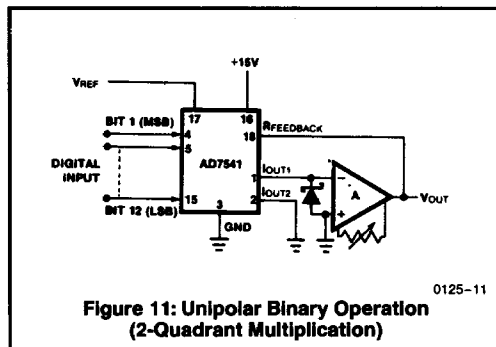 +15V
VREF
17
16
RFEEDBACK
BIT 1 (MSB)
4
18
5
DIGITAL
INPUT
AD7541
IOUT1
1
IOUT2
2
A
VOUT
BIT 12 (LSB)
15
3
GND
0125-11
Figure 11: Unipolar Binary Operation
(2-Quadrant Multiplication)